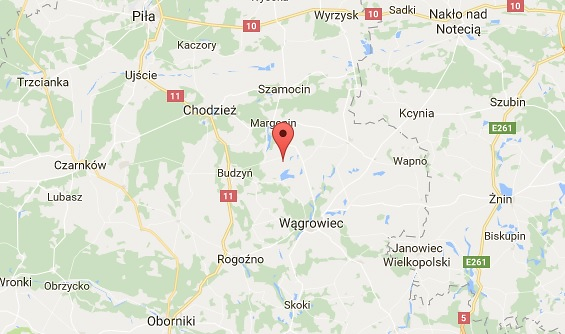 Wyrzysk
10
Sadki
10
Piła
10
Nakło nad
Notecią
Kaczory
Ujście
Trzcianka
Szamocin
11
Chodzież
Kcynia
Szubin
Margonin
E261
Czarnków
Wapno
Budzyń
Lubasz
11
Żnin
Wągrowiec
Biskupin
Janowiec
Wielkopolski
Rogoźno
E261
Wronki
Obrzycko
Skoki
Oborniki
5